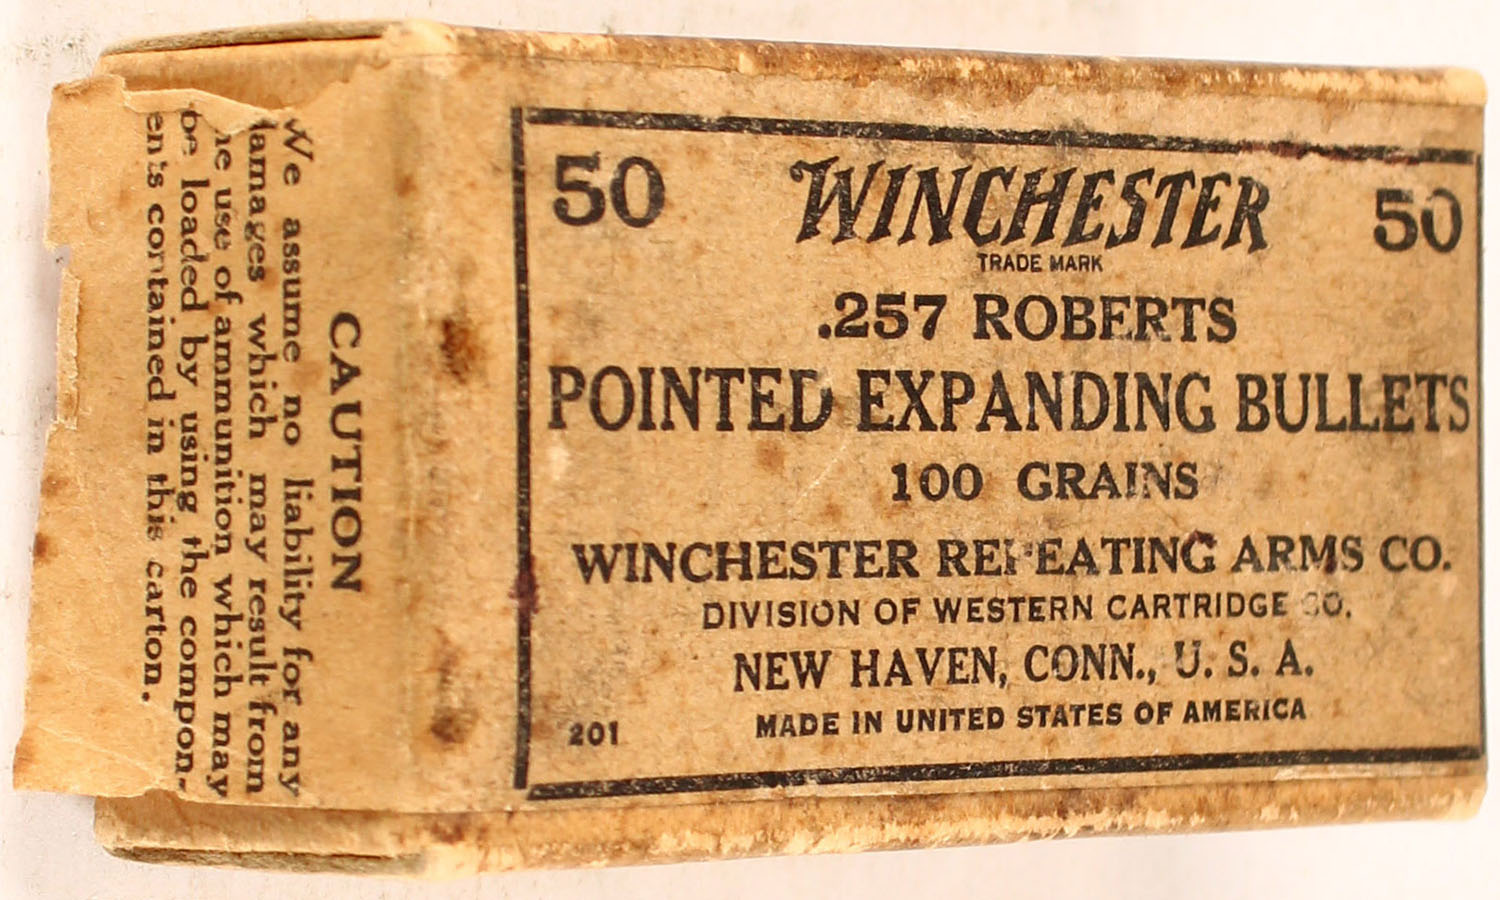 50 WINCHESTER 50
TRADE MARK
.257 ROBERTS
POINTED EXPANDING BULLETS
100 GRAINS
WINCHESTER REPEATING ARMS CO.
DIVISION OF WESTERN CARTRIDGE CO.
NEW HAVEN, CONN., U. S. A.
201 MADE IN UNITED STATES OF AMERICA
CAUTION
We assume no liability for any
damages which may result from
the use of ammunition which may
be loaded by using the compon-
ents contained in this carton.